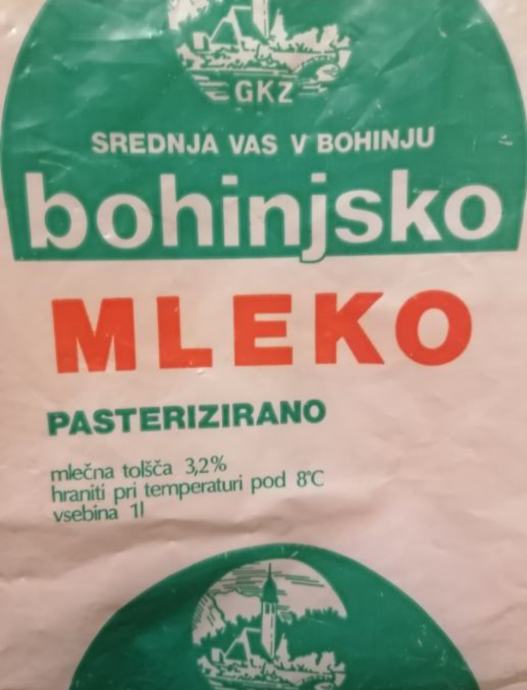 GKZ
SREDNJA VAS V BOHINJU
bohinjsko
MLEKO
PASTERIZIRANO
mlečna tolšča 3,2%
hraniti pri temperaturi pod 8°C
vsebina 1l